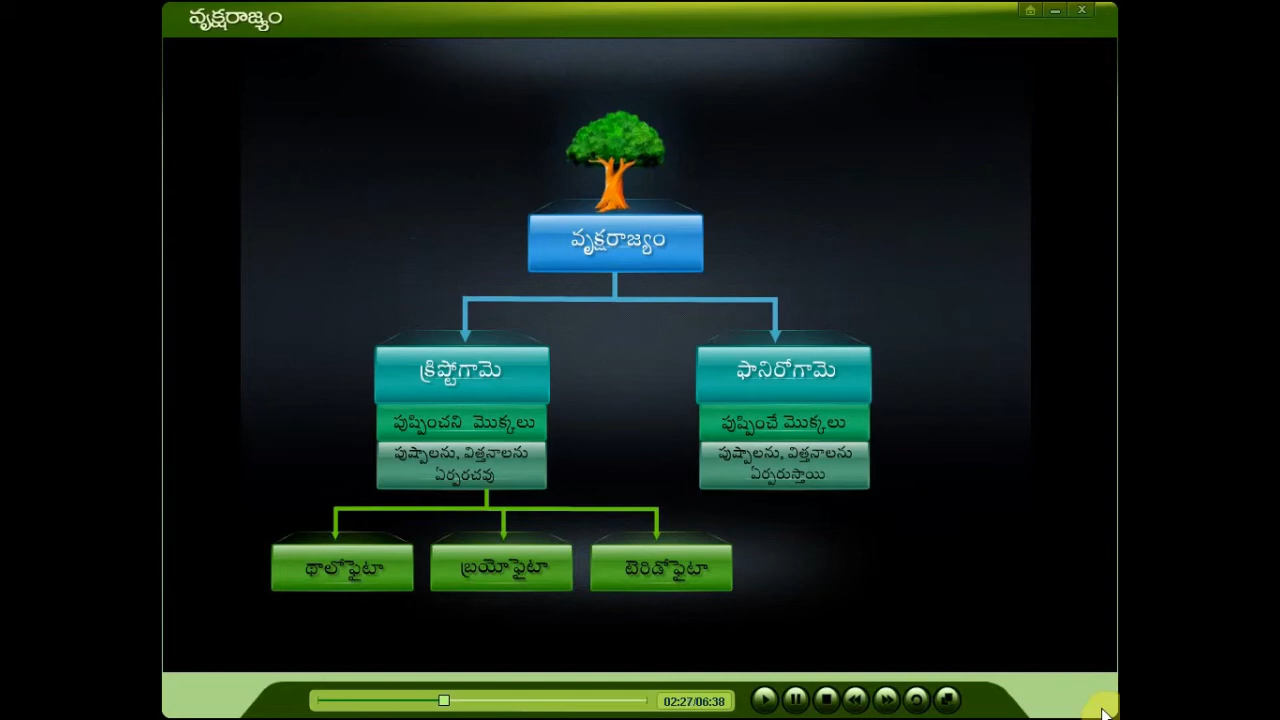 వృక్షరాజ్యం
వృక్షరాజ్యం
క్రిప్టోగామె
ఫానిరోగామె
పుష్పించని మొక్కలు
పుష్పించే మొక్కలు
పుష్పాలను, విత్తనాలను
ఏర్పరచవు
పుష్పాలను, విత్తనాలను
ఏర్పరుస్తాయి
థాలోఫైటా
బ్రయోఫైటా
టెరిడోఫైటా
02:27/06:38